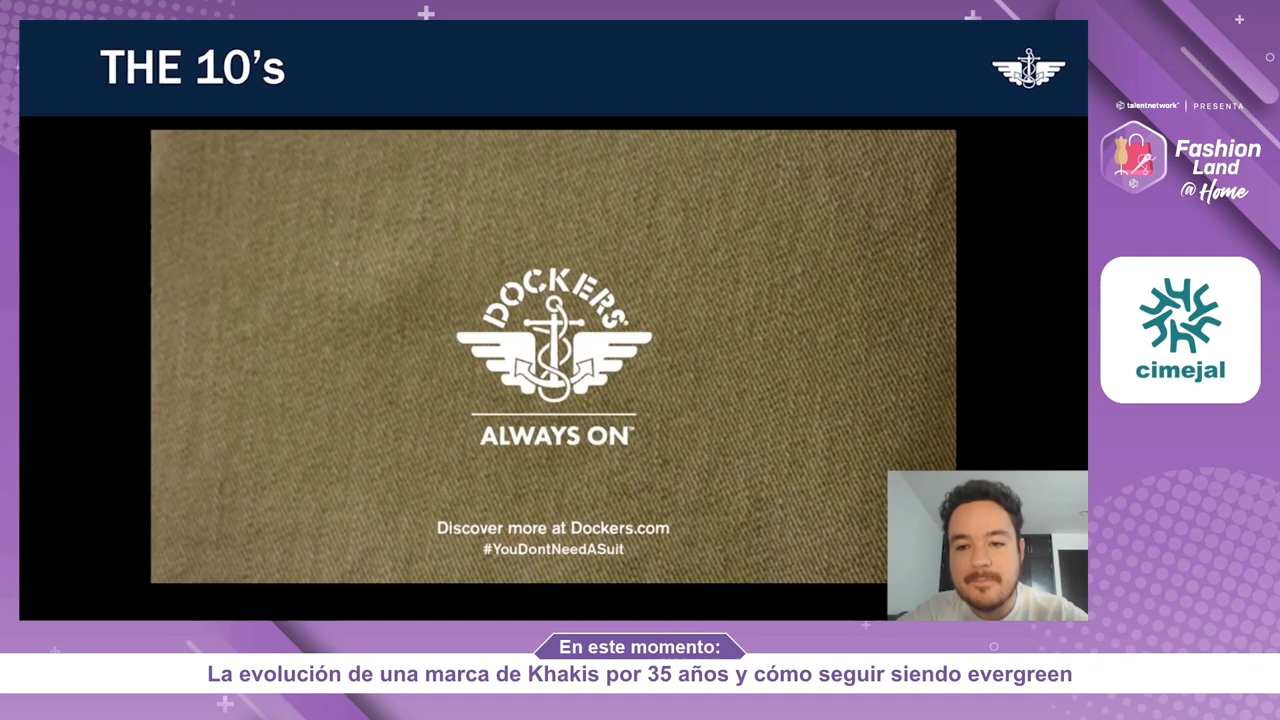 THE 10's
talentnetwork | PRESENTA
Fashion
Land
@ Home
DOCKERS
ALWAYS ON™
Discover more at Dockers.com
#YouDontNeedASuit
cimejal
En este momento:
La evolución de una marca de Khakis por 35 años y cómo seguir siendo evergreen